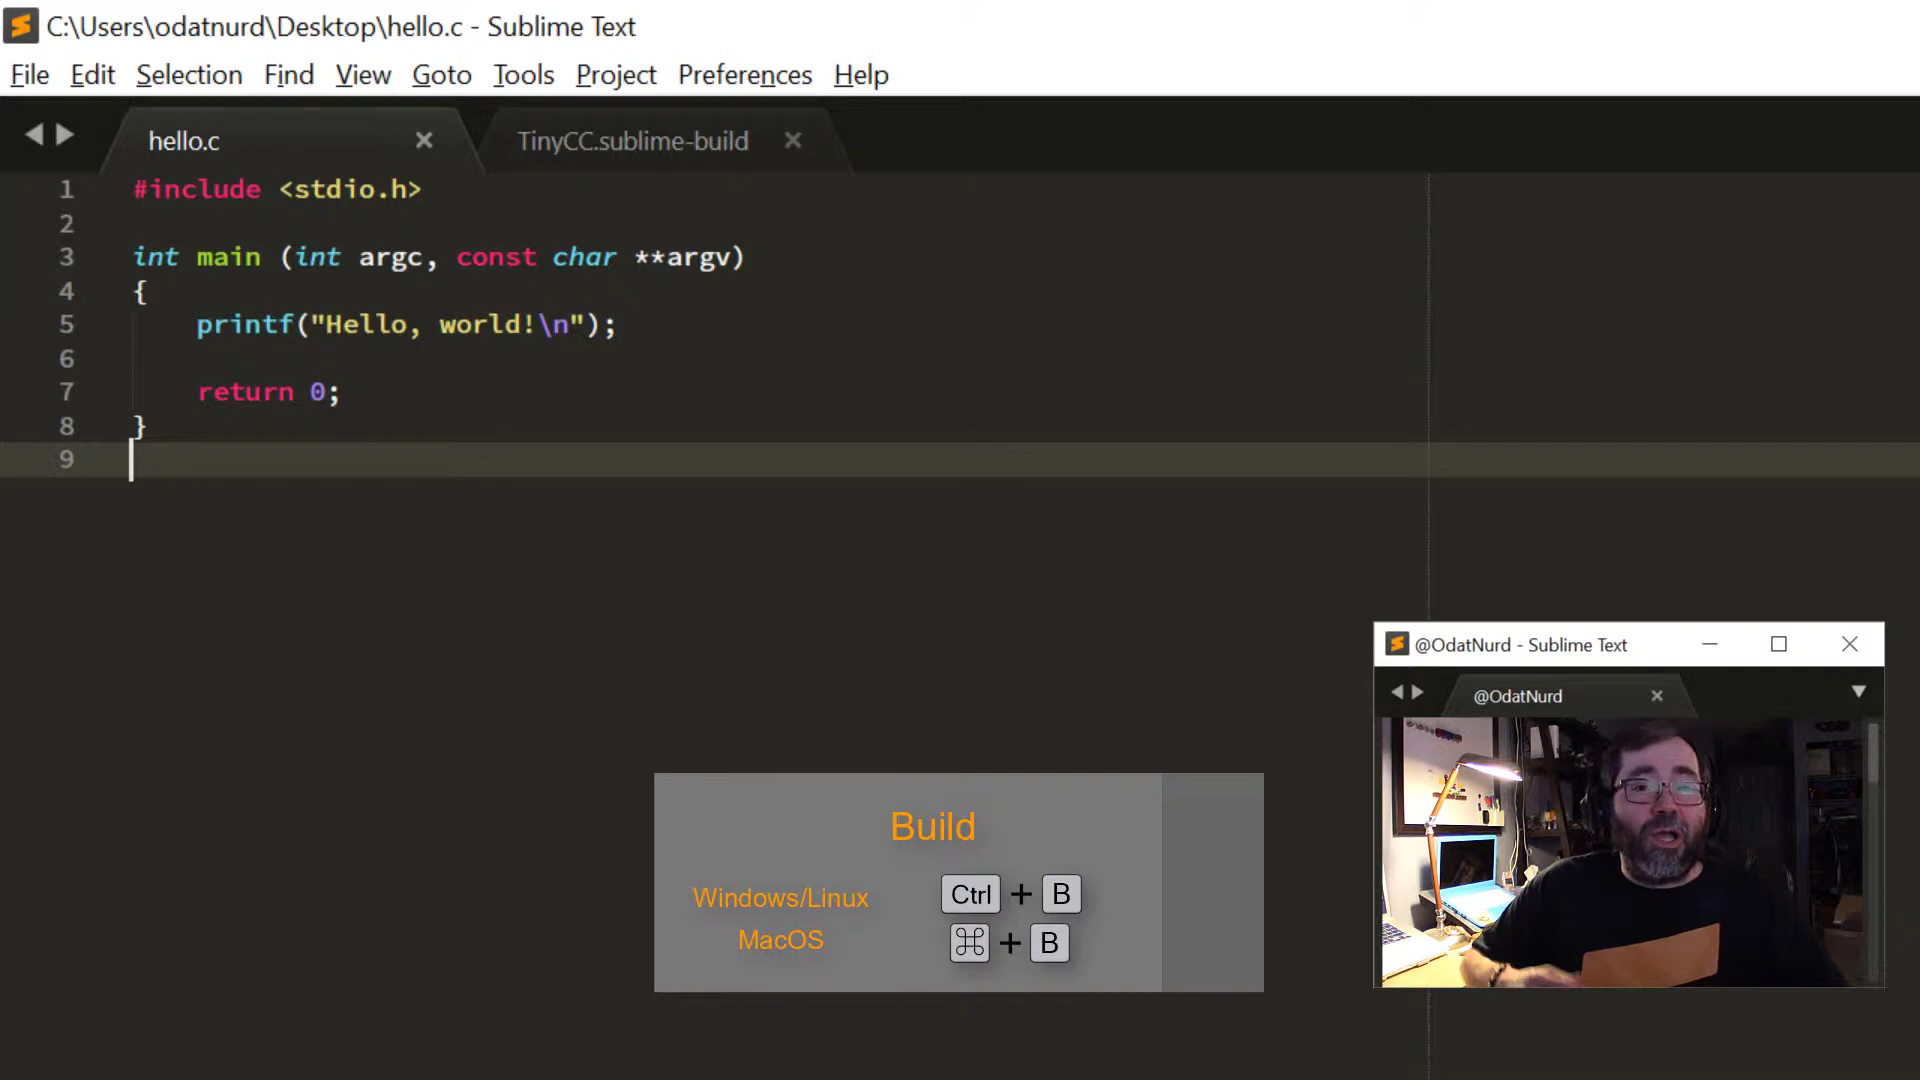 C:\Users\odatnurd\Desktop\hello.c - Sublime Text
File Edit Selection Find View Goto Tools Project Preferences Help
hello.c TinyCC.sublime-build
1 #include <stdio.h>
2
3 int main (int argc, const char **argv)
4 {
5     printf("Hello, world!\n");
6
7     return 0;
8 }
9
@OdatNurd - Sublime Text
@OdatNurd
Build
Windows/Linux Ctrl + B
MacOS ⌘ + B